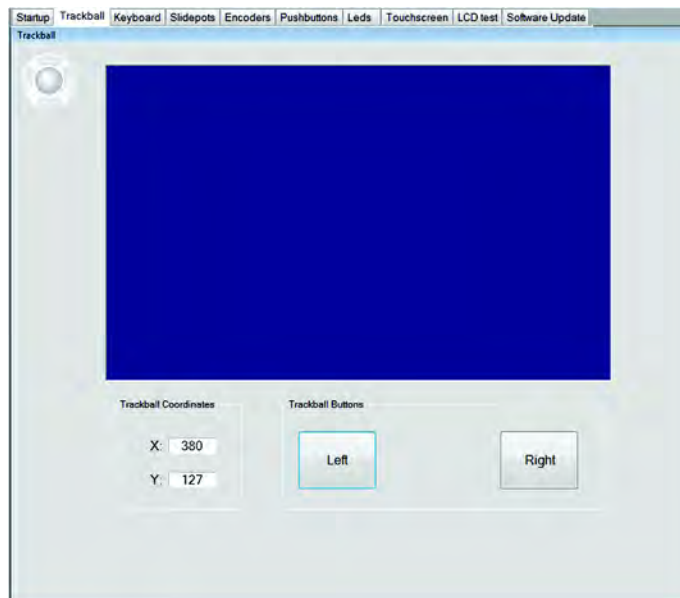 Startup Trackball Keyboard Slidepots Encoders Pushbuttons Leds Touchscreen LCD test Software Update
Trackball
Trackball Coordinates Trackball Buttons
X: 380 Left Right
Y: 127